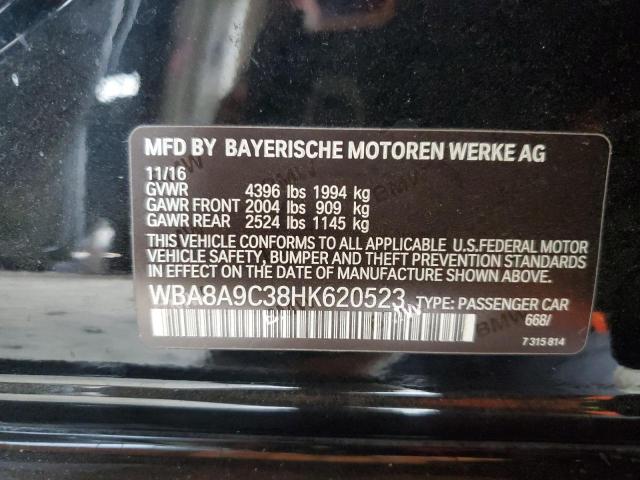 MFD BY BAYERISCHE MOTOREN WERKE AG
11/16
GVWR 4396 lbs 1994 kg
GAWR FRONT 2004 lbs 909 kg
GAWR REAR 2524 lbs 1145 kg
THIS VEHICLE CONFORMS TO ALL APPLICABLE U.S.FEDERAL MOTOR
VEHICLE SAFETY, BUMPER AND THEFT PREVENTION STANDARDS
IN EFFECT ON THE DATE OF MANUFACTURE SHOWN ABOVE.
WBA8A9C38HK620523 TYPE: PASSENGER CAR
668/
7 315 814